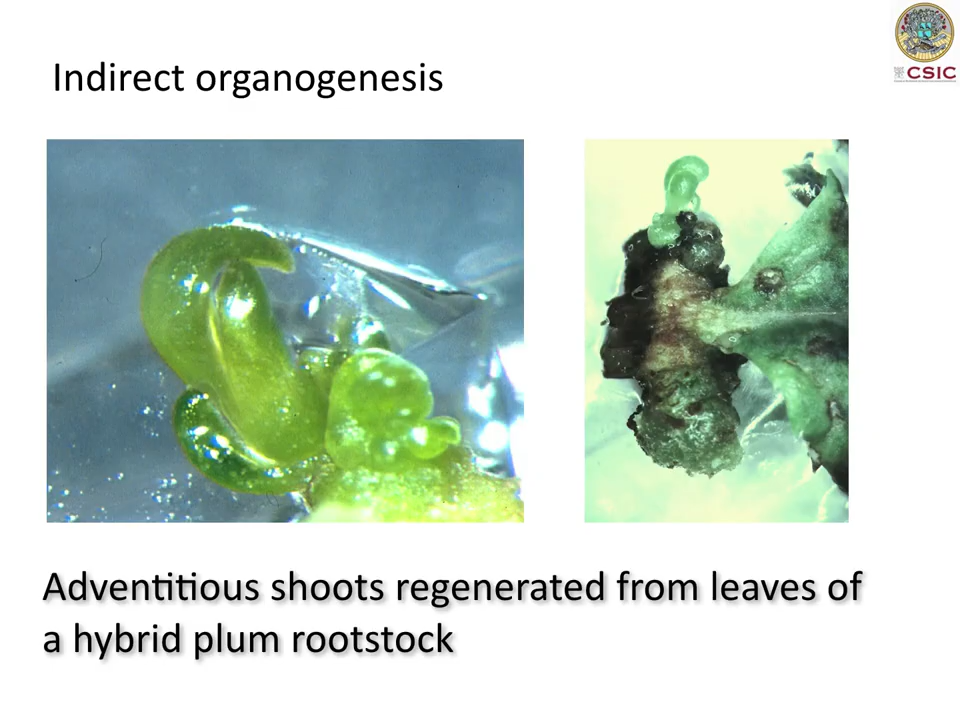 Indirect organogenesis
CSIC
Adventitious shoots regenerated from leaves of
a hybrid plum rootstock